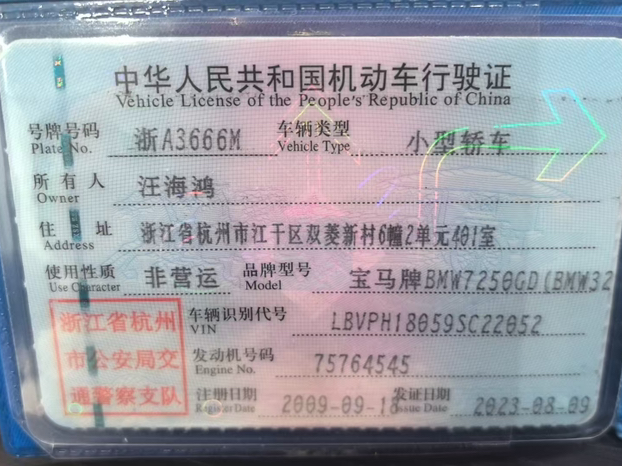 中华人民共和国机动车行驶证
Vehicle License of the People's Republic of China
号牌号码 浙A3666M 车辆类型 小型轿车
Plate No. Vehicle Type
所有人 汪海鸿
Owner
住址 浙江省杭州市江干区双菱新村6幢2单元401室
Address
使用性质 非营运 品牌型号 宝马牌BMW7250GD(BMW32
Use Character Model
浙江省杭州
市公安局交
通警察支队
车辆识别代号 LBVPH18059SC22052
VIN
发动机号码 75764545
Engine No.
注册日期 2009-09-18 发证日期 2023-08-09
Register Date Issue Date